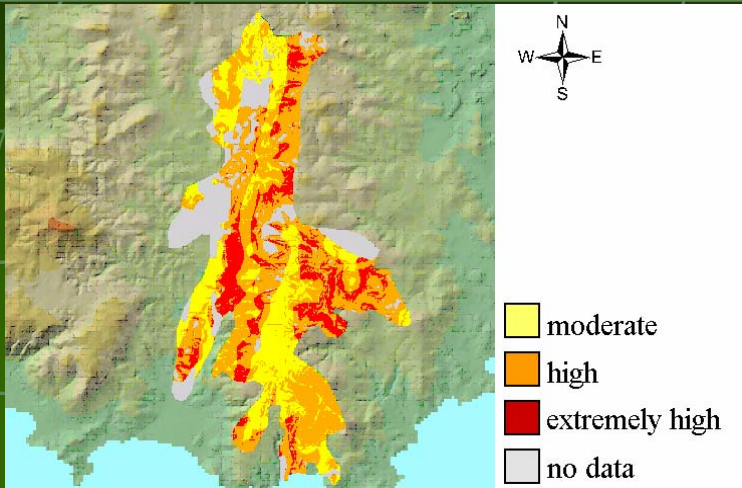 N
W E
S
moderate
high
extremely high
no data